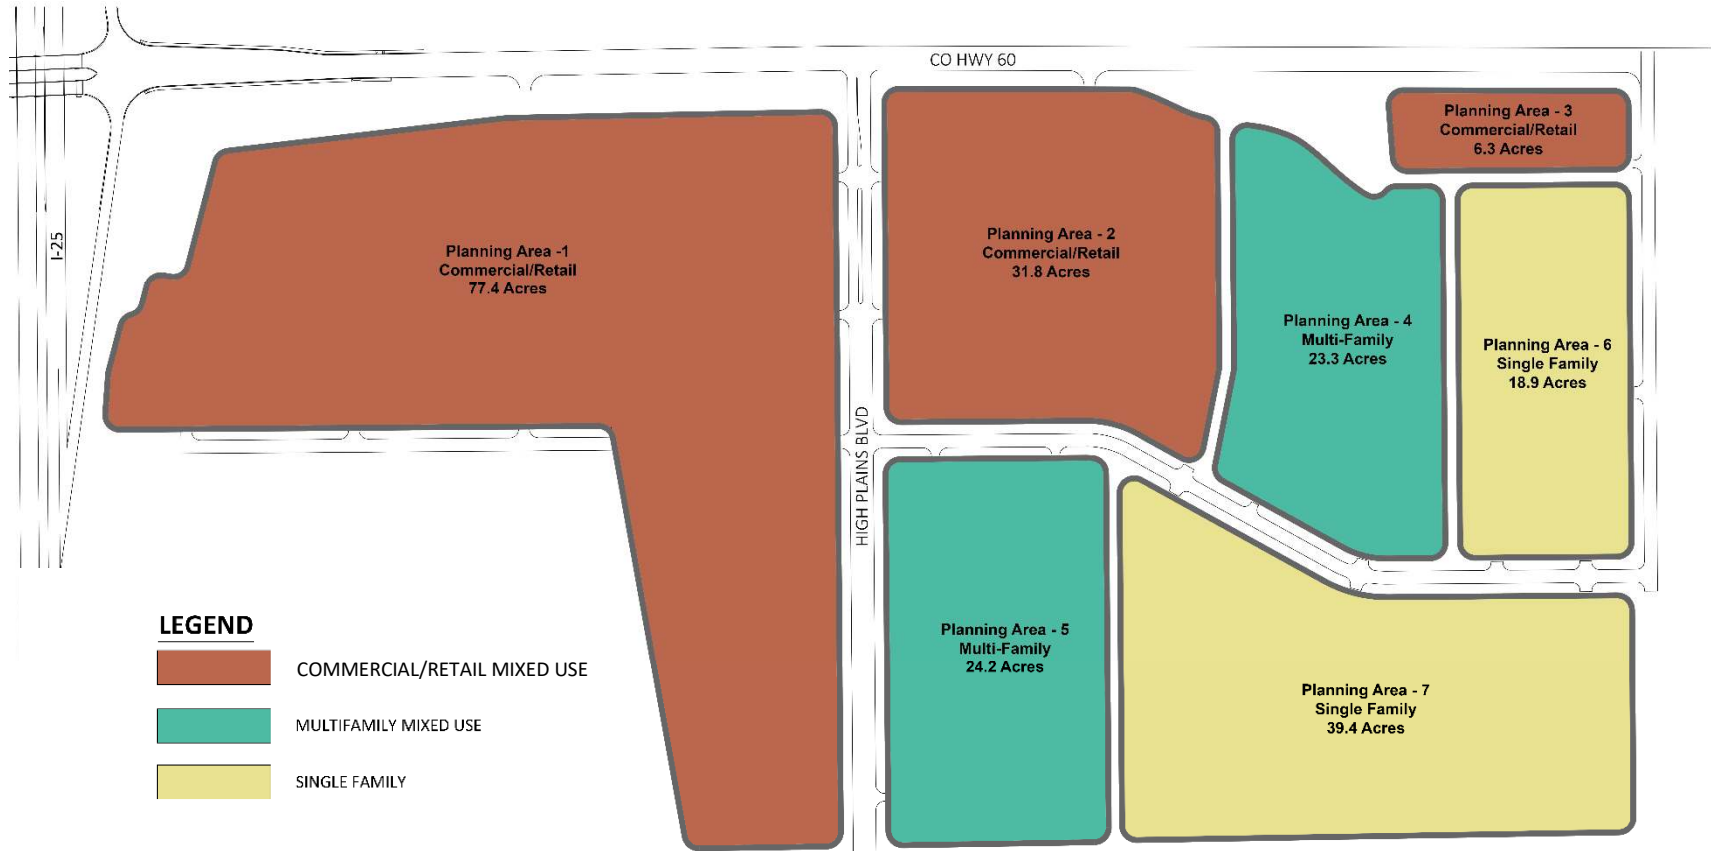 CO HWY 60
I-25
Planning Area -1
Commercial/Retail
77.4 Acres
Planning Area - 2
Commercial/Retail
31.8 Acres
Planning Area - 3
Commercial/Retail
6.3 Acres
Planning Area - 4
Multi-Family
23.3 Acres
Planning Area - 6
Single Family
18.9 Acres
HIGH PLAINS BLVD
Planning Area - 5
Multi-Family
24.2 Acres
Planning Area - 7
Single Family
39.4 Acres
LEGEND
COMMERCIAL/RETAIL MIXED USE
MULTIFAMILY MIXED USE
SINGLE FAMILY